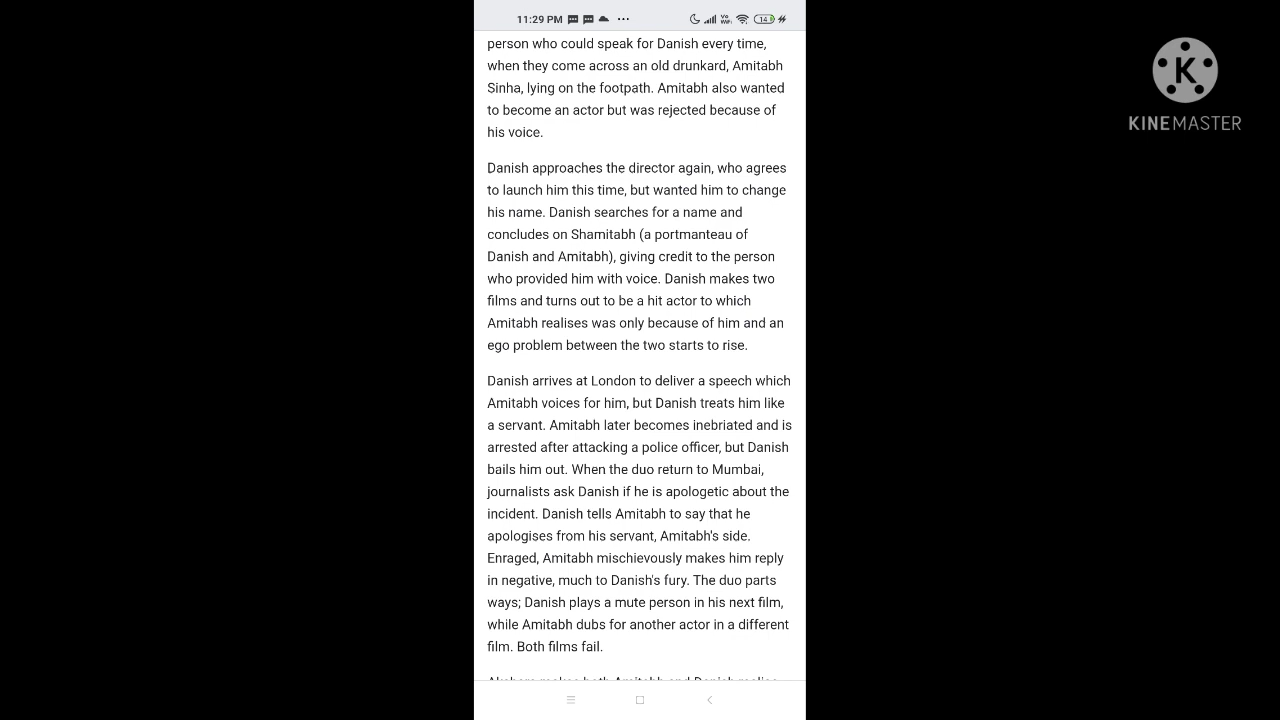 11:29 PM
Vo
WiFi
14
K
KINEMASTER
person who could speak for Danish every time,
when they come across an old drunkard, Amitabh
Sinha, lying on the footpath. Amitabh also wanted
to become an actor but was rejected because of
his voice.
Danish approaches the director again, who agrees
to launch him this time, but wanted him to change
his name. Danish searches for a name and
concludes on Shamitabh (a portmanteau of
Danish and Amitabh), giving credit to the person
who provided him with voice. Danish makes two
films and turns out to be a hit actor to which
Amitabh realises was only because of him and an
ego problem between the two starts to rise.
Danish arrives at London to deliver a speech which
Amitabh voices for him, but Danish treats him like
a servant. Amitabh later becomes inebriated and is
arrested after attacking a police officer, but Danish
bails him out. When the duo return to Mumbai,
journalists ask Danish if he is apologetic about the
incident. Danish tells Amitabh to say that he
apologises from his servant, Amitabh's side.
Enraged, Amitabh mischievously makes him reply
in negative, much to Danish's fury. The duo parts
ways; Danish plays a mute person in his next film,
while Amitabh dubs for another actor in a different
film. Both films fail.